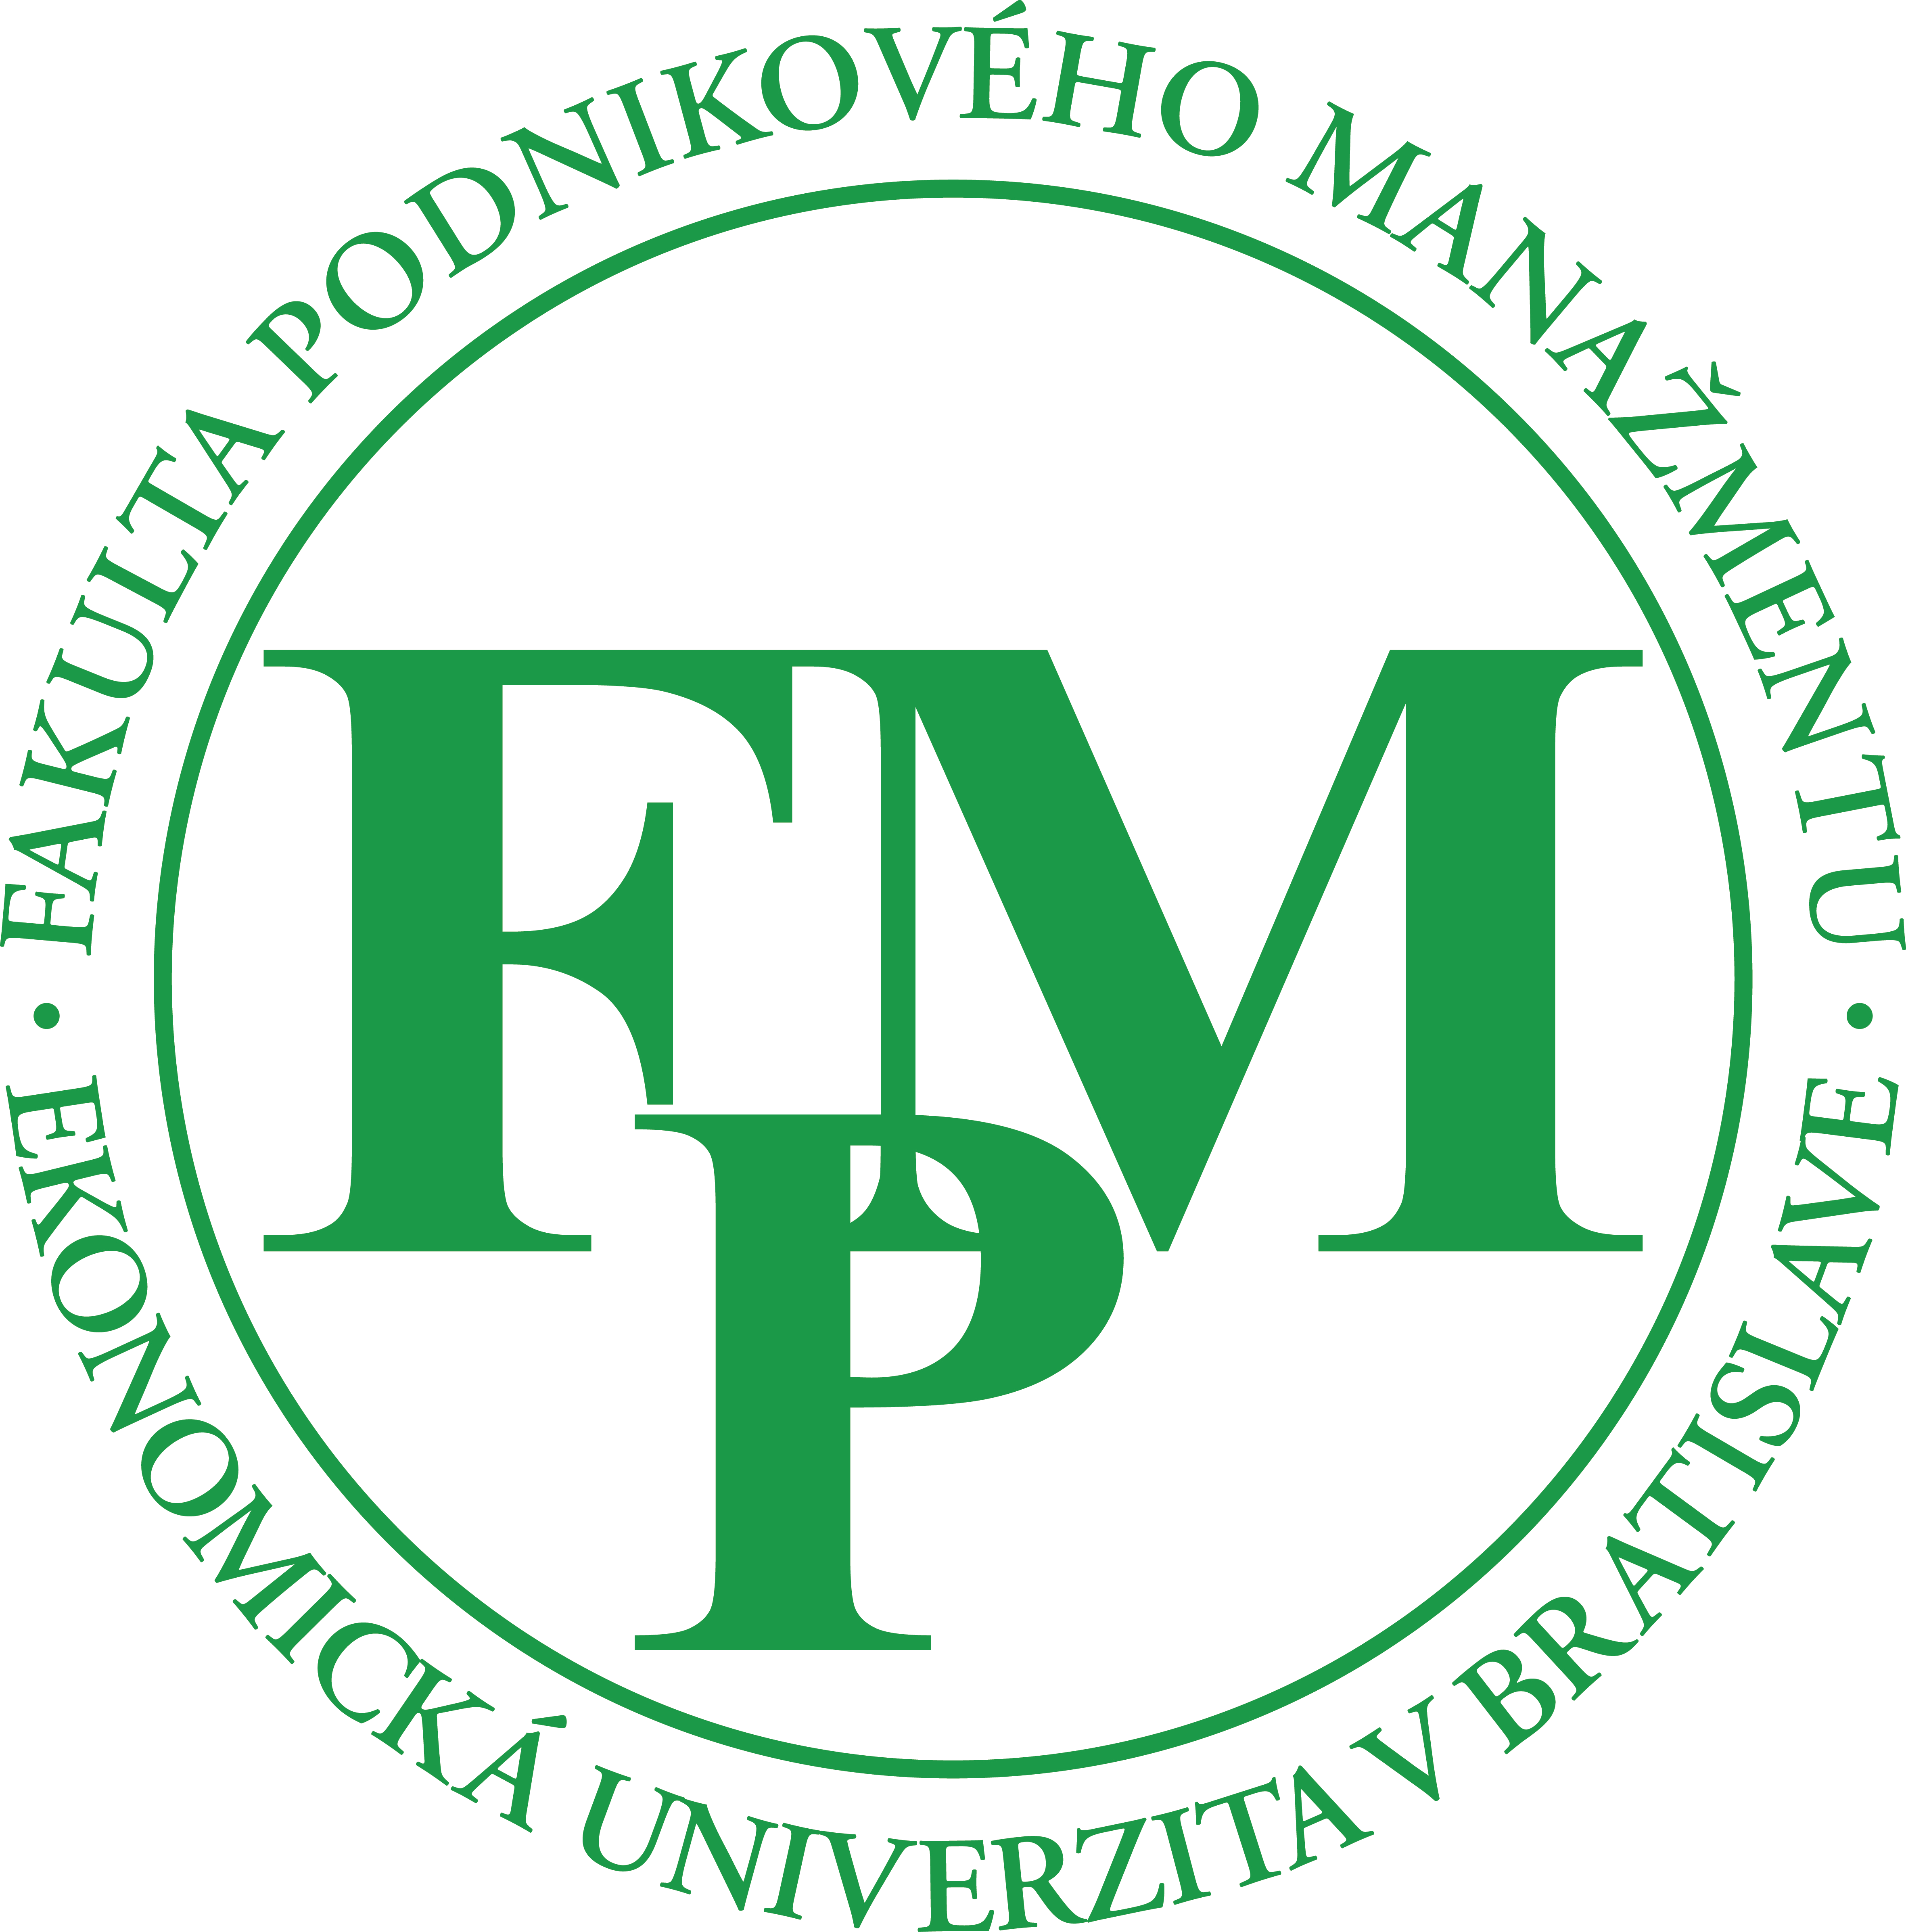 FAKULTA PODNIKOVÉHO MANAŽMENTU
FPM
• EKONOMICKÁ UNIVERZITA V BRATISLAVE •